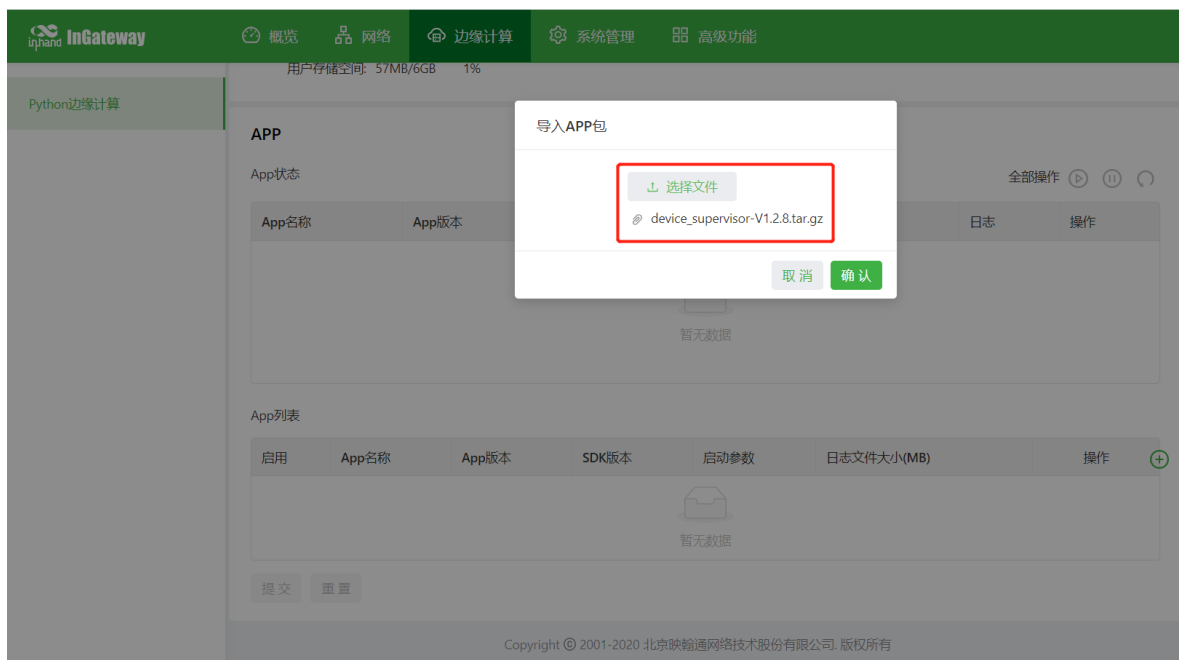 inhand InGateway 概览 网络 边缘计算 系统管理 高级功能
用户存储空间: 57MB/6GB 1%
Python边缘计算
导入APP包
APP
App状态 全部操作
选择文件
device_supervisor-V1.2.8.tar.gz
App名称 App版本 日志 操作
取消 确认
暂无数据
App列表
启用 App名称 App版本 SDK版本 启动参数 日志文件大小(MB) 操作
暂无数据
提交 重置
Copyright © 2001-2020 北京映翰通网络技术股份有限公司. 版权所有